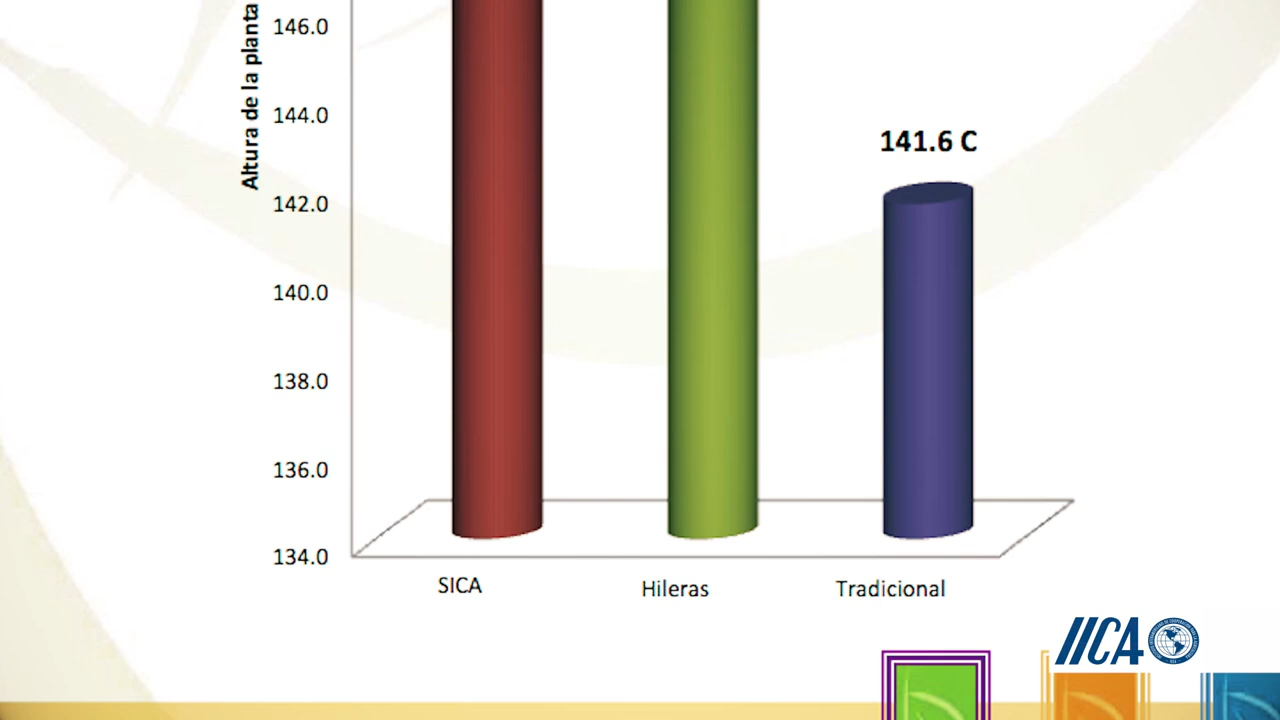 Altura de la planta
146.0
144.0
142.0
140.0
138.0
136.0
134.0
141.6 C
SICA
Hileras
Tradicional
IICA